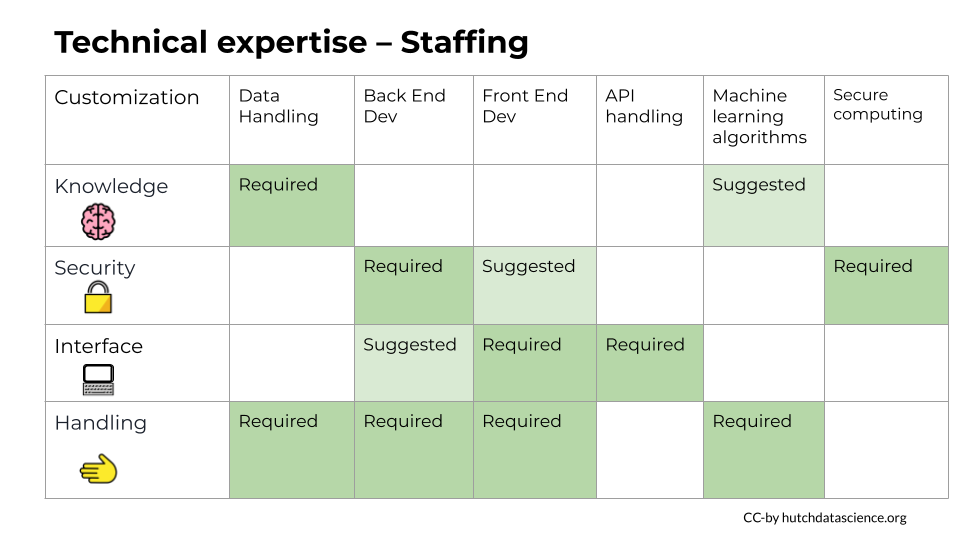 Technical expertise – Staffing
Customization
Data
Handling
Back End
Dev
Front End
Dev
API
handling
Machine
learning
algorithms
Secure
computing
Knowledge
Required
Suggested
Security
Required
Suggested
Required
Interface
Suggested
Required
Required
Handling
Required
Required
Required
Required
CC-by hutchdatascience.org